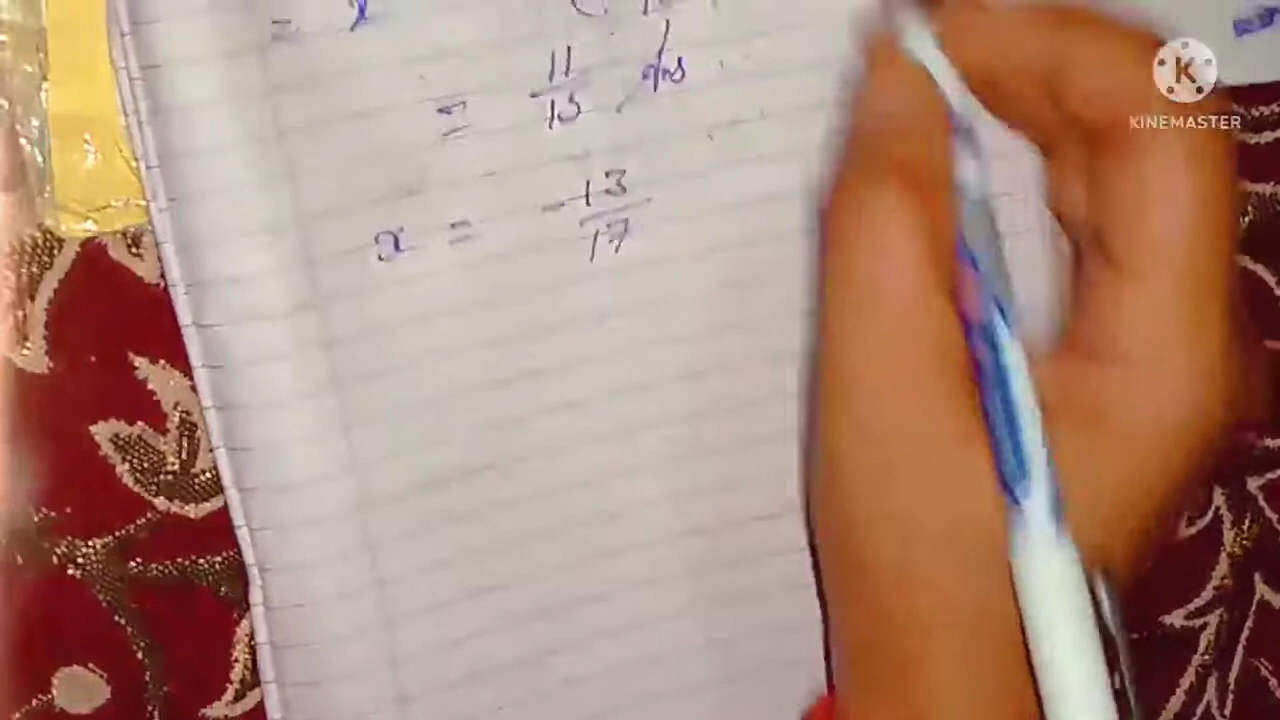 = 11/15 Ans
x = -13/17
K
KINEMASTER